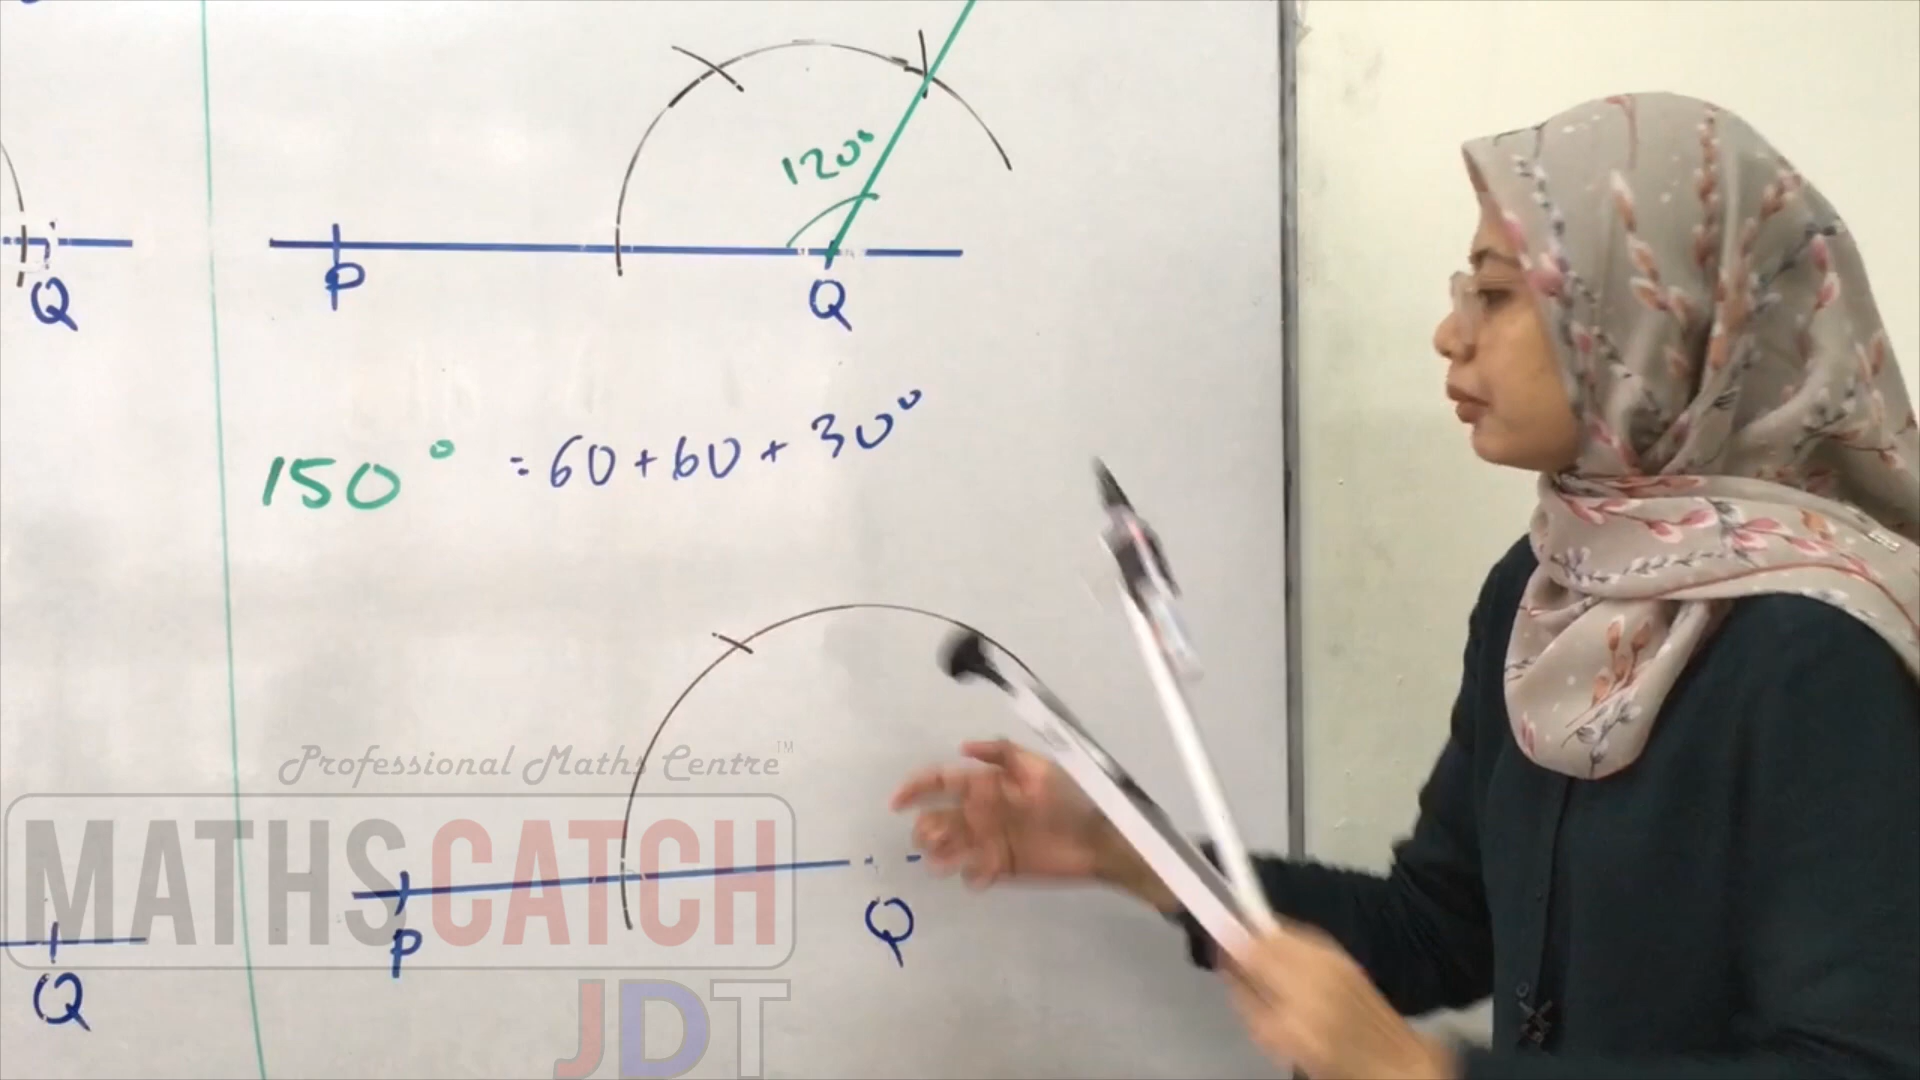 120°
P
Q
Q
150° = 60 + 60 + 30°
Professional Maths Centre™
MATHSCATCH
P
Q
Q
JDT